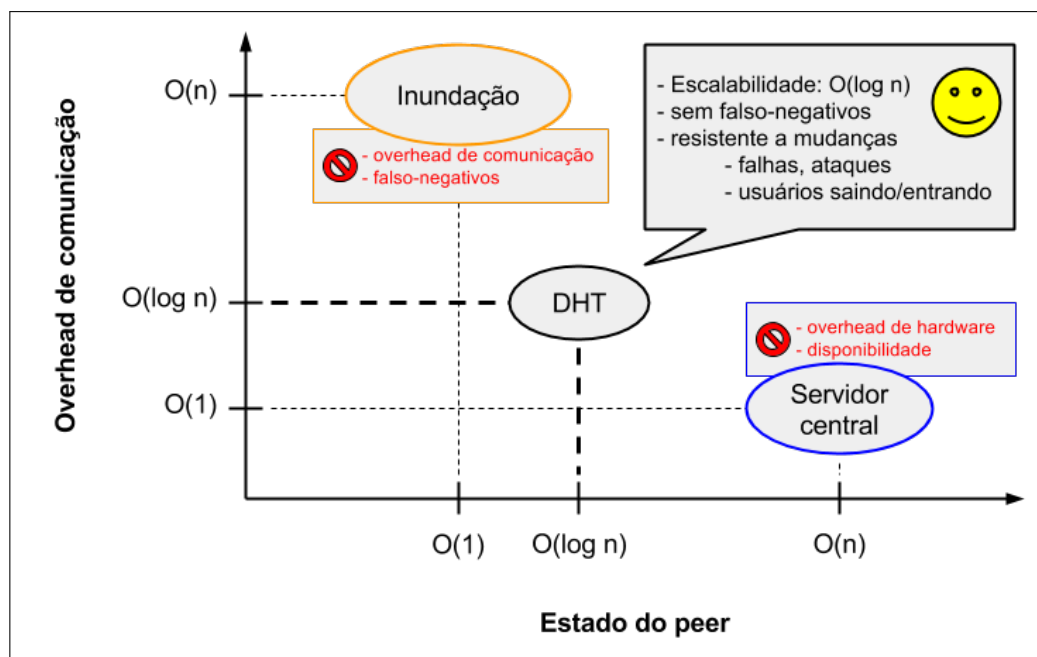 O(n)
Inundação
- overhead de comunicação
- falso-negativos
- Escalabilidade: O(log n)
- sem falso-negativos
- resistente a mudanças
- falhas, ataques
- usuários saindo/entrando
Overhead de comunicação
O(log n)
DHT
- overhead de hardware
- disponibilidade
O(1)
Servidor
central
O(1)
O(log n)
O(n)
Estado do peer